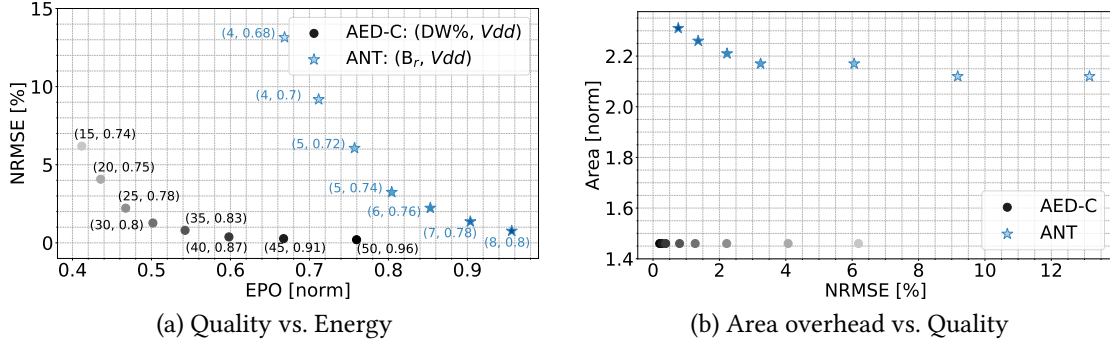 15
10
5
0
NRMSE [%]
AED-C: (DW%, Vdd)
ANT: (Br, Vdd)
(4, 0.68)
(4, 0.7)
(5, 0.72)
(5, 0.74)
(6, 0.76)
(7, 0.78)
(8, 0.8)
(15, 0.74)
(20, 0.75)
(25, 0.78)
(30, 0.8)
(35, 0.83)
(40, 0.87)
(45, 0.91)
(50, 0.96)
0.4 0.5 0.6 0.7 0.8 0.9
EPO [norm]
(a) Quality vs. Energy
2.2
2.0
1.8
1.6
1.4
Area [norm]
AED-C
ANT
0 2 4 6 8 10 12
NRMSE [%]
(b) Area overhead vs. Quality